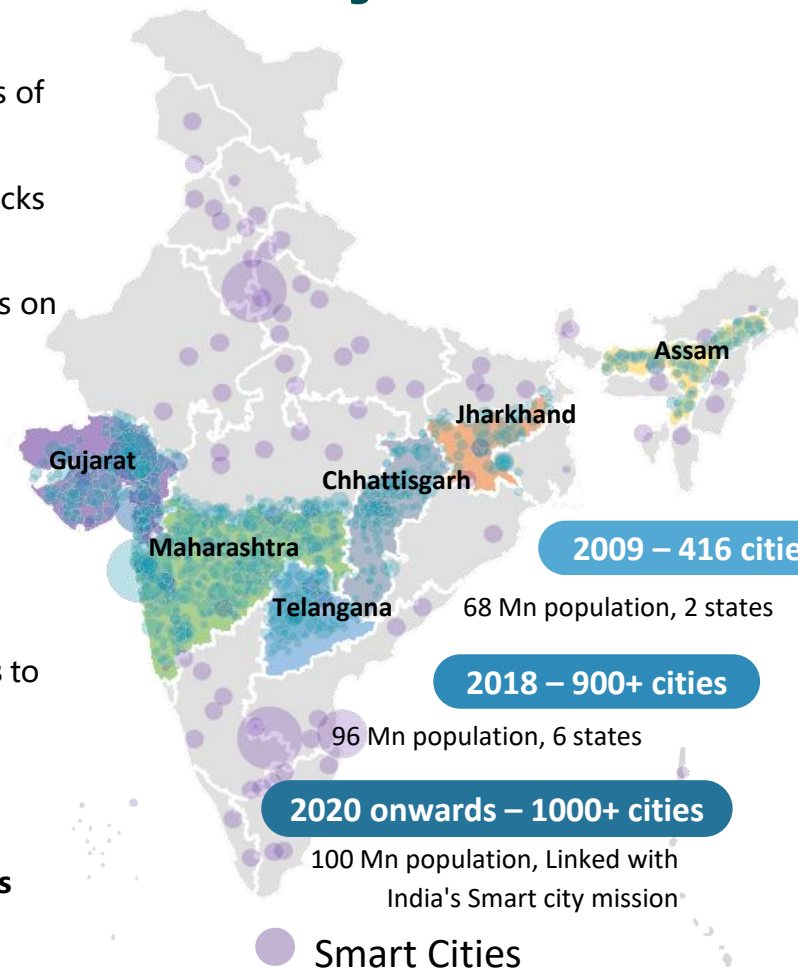 s of
cks
s on
Assam
Jharkhand
Gujarat
Chhattisgarh
Maharashtra
2009 – 416 citie
Telangana
68 Mn population, 2 states
s to
2018 – 900+ cities
96 Mn population, 6 states
2020 onwards – 1000+ cities
100 Mn population, Linked with
s
India's Smart city mission
Smart Cities